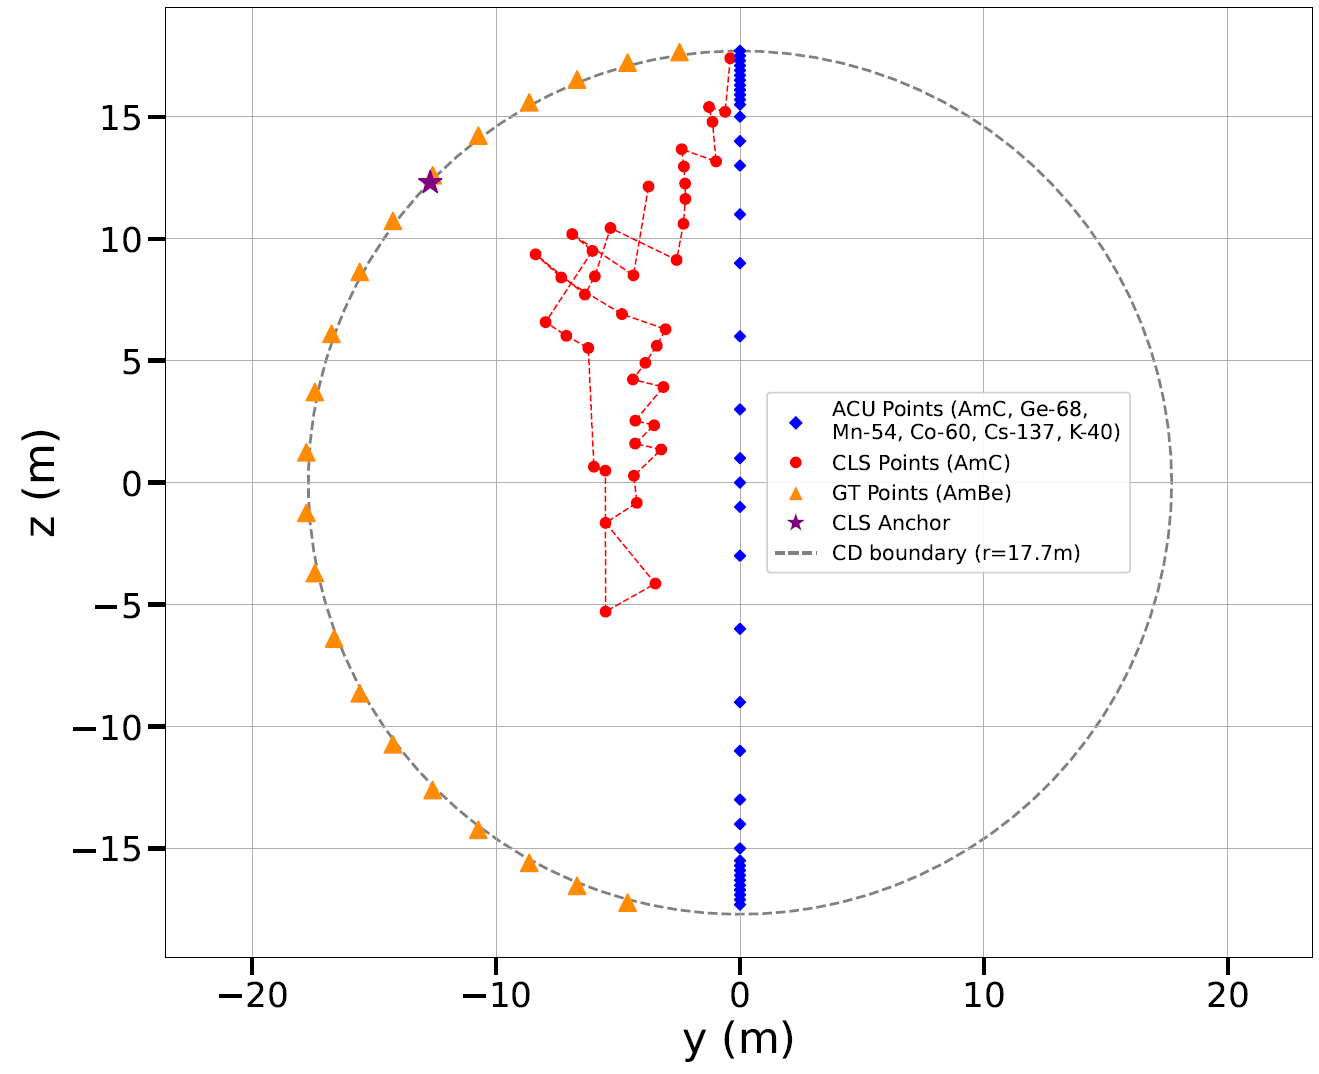 15
10
5
0
−5
−10
−15
z (m)
ACU Points (AmC, Ge-68,
Mn-54, Co-60, Cs-137, K-40)
CLS Points (AmC)
GT Points (AmBe)
CLS Anchor
CD boundary (r=17.7m)
−20
−10
0
10
20
y (m)